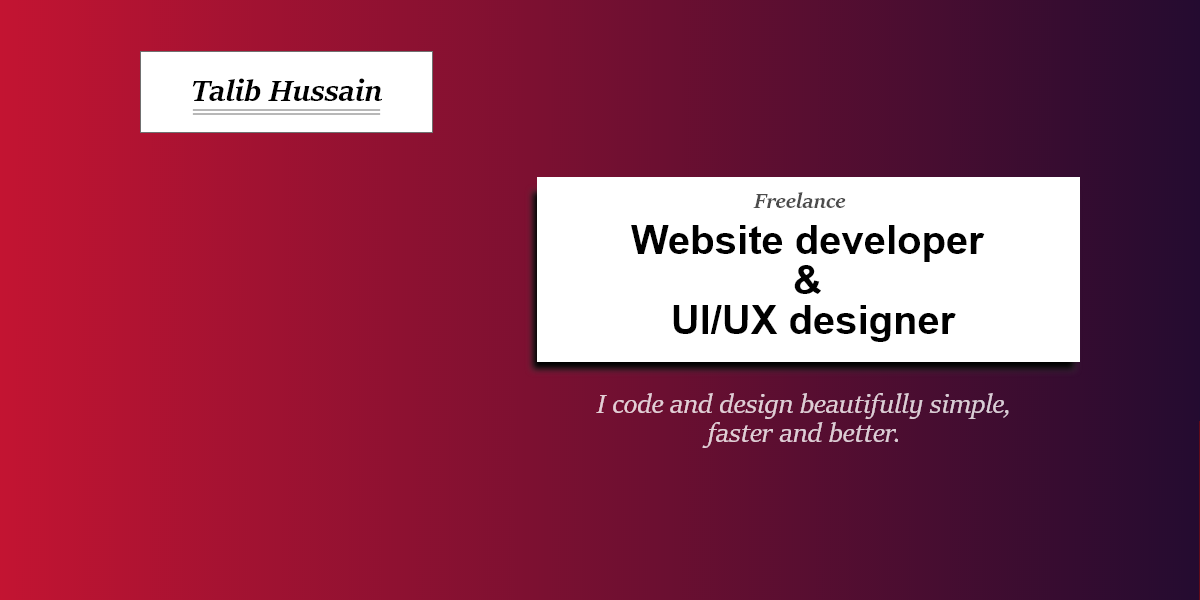 Talib Hussain
Freelance
Website developer
&
UI/UX designer
I code and design beautifully simple,
faster and better.